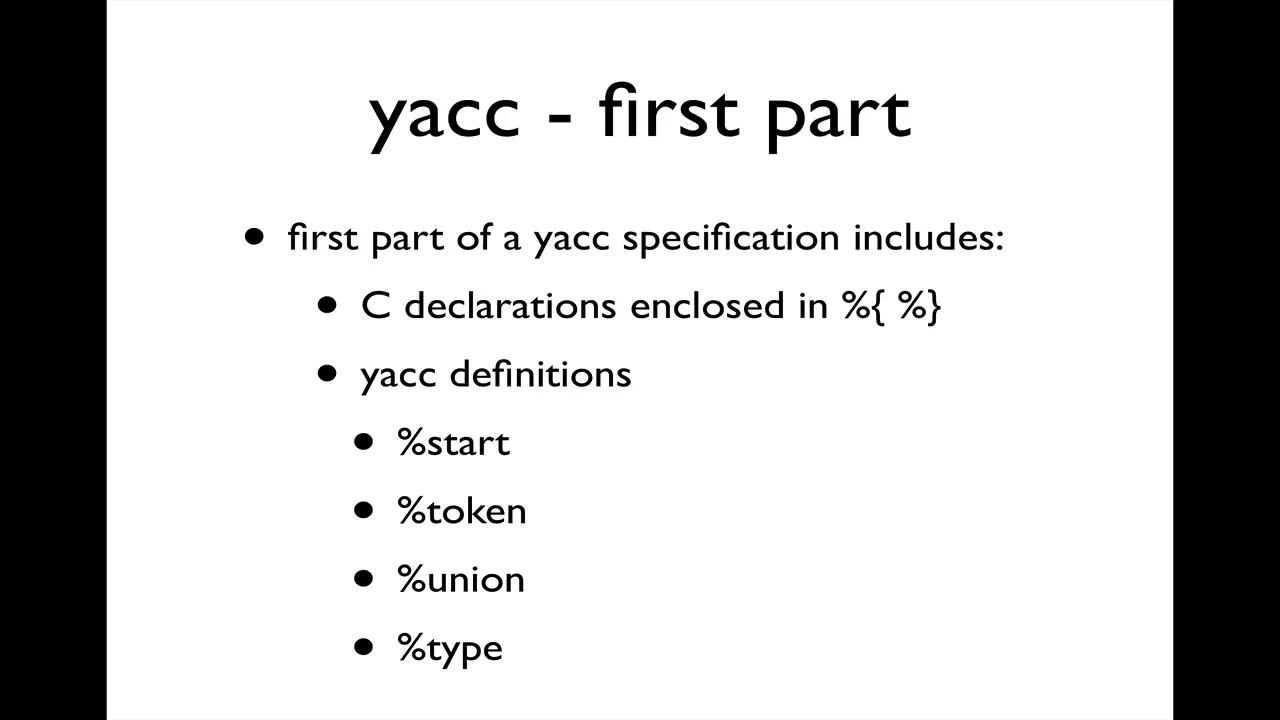 yacc - first part
• first part of a yacc specification includes:
• C declarations enclosed in %{ %}
• yacc definitions
• %start
• %token
• %union
• %type